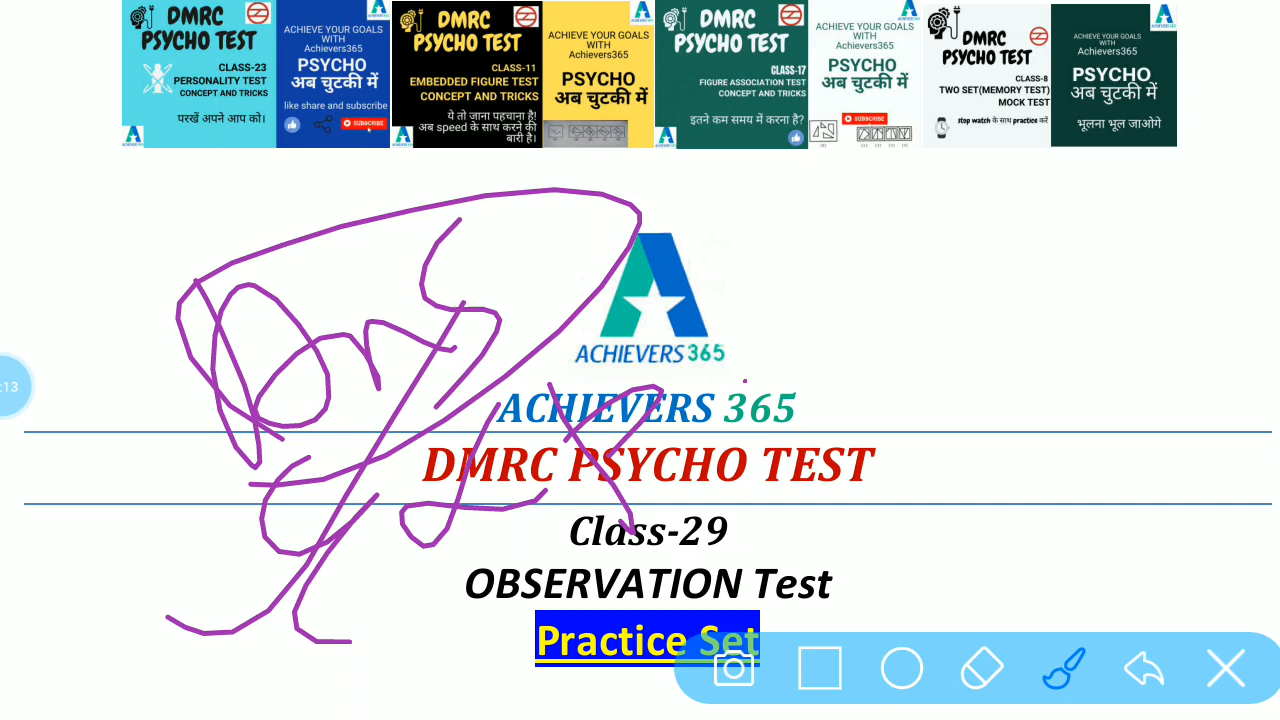 DMRC
PSYCHO TEST
CLASS-23
PERSONALITY TEST
CONCEPT AND TRICKS
परखें अपने आप को।
ACHIEVERS 365
ACHIEVE YOUR GOALS
WITH
Achievers365
PSYCHO
अब चुटकी में
like share and subscribe
SUBSCRIBE
DMRC
PSYCHO TEST
CLASS-11
EMBEDDED FIGURE TEST
CONCEPT AND TRICKS
ये तो जाना पहचाना है!
अब speed के साथ करने की
बारी है।
ACHIEVE YOUR GOALS
WITH
Achievers365
PSYCHO
अब चुटकी में
DMRC
PSYCHO TEST
CLASS-17
FIGURE ASSOCIATION TEST
CONCEPT AND TRICKS
इतने कम समय में करना है?
ACHIEVE YOUR GOALS
WITH
Achievers365
PSYCHO
अब चुटकी में
SUBSCRIBE
DMRC
PSYCHO TEST
CLASS-8
TWO SET(MEMORY TEST)
MOCK TEST
stop watch के साथ practice करें
ACHIEVE YOUR GOALS
WITH
Achievers365
PSYCHO
अब चुटकी में
भूलना भूल जाओगे
ACHIEVERS 365
ACHIEVERS 365
DMRC PSYCHO TEST
Class-29
OBSERVATION Test
Practice Set
:13